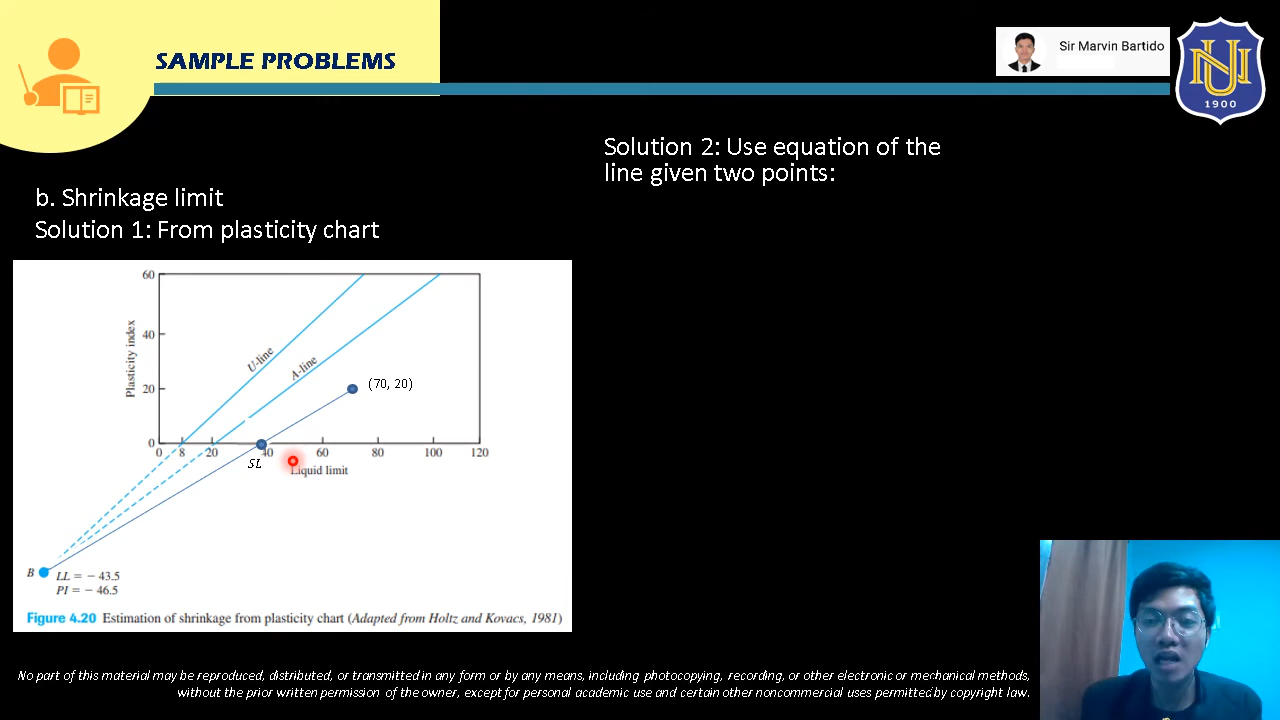 SAMPLE PROBLEMS
Sir Marvin Bartido
NU
1900
Solution 2: Use equation of the
line given two points:
b. Shrinkage limit
Solution 1: From plasticity chart
60
40
20
0
Plasticity index
U-line
A-line
(70, 20)
0 8 20 40 60 80 100 120
SL
Liquid limit
B
LL = − 43.5
PI = − 46.5
Figure 4.20 Estimation of shrinkage from plasticity chart (Adapted from Holtz and Kovacs, 1981)
No part of this material may be reproduced, distributed, or transmitted in any form or by any means, including photocopying, recording, or other electronic or mechanical methods,
without the prior written permission of the owner, except for personal academic use and certain other noncommercial uses permitted by copyright law.